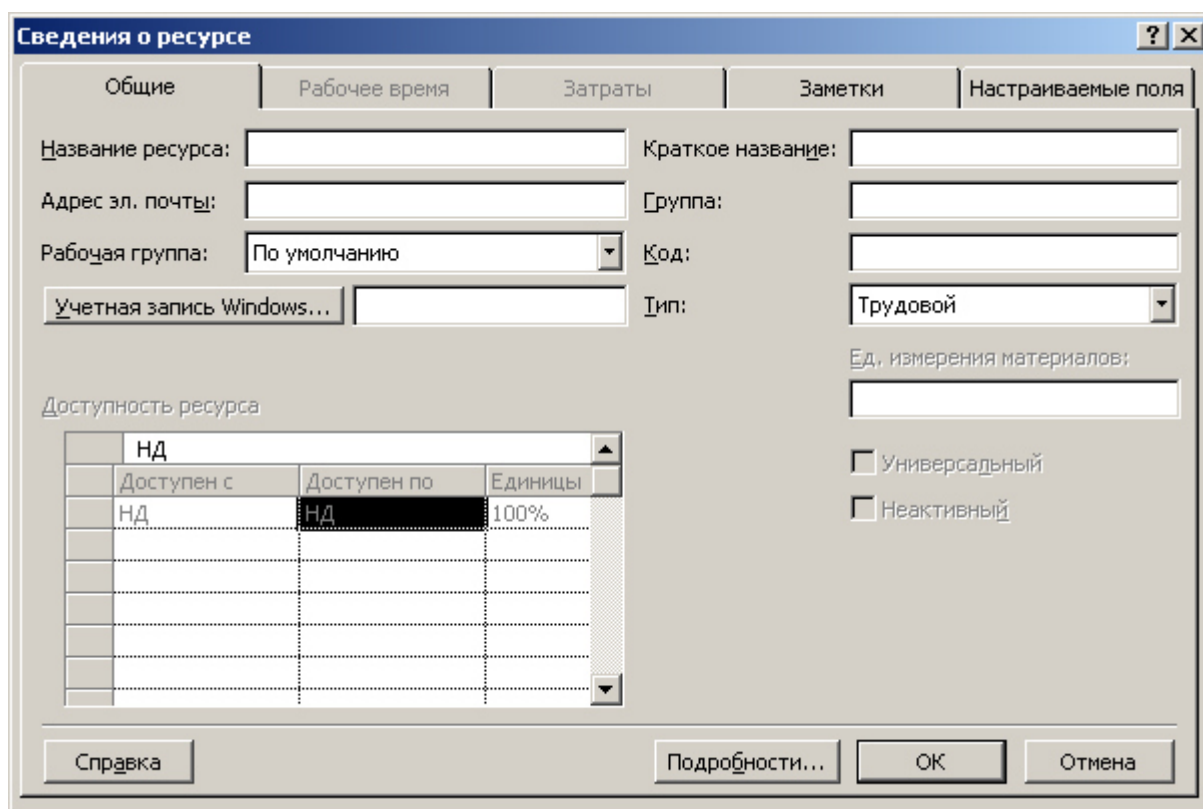 Сведения о ресурсе
Общие
Рабочее время
Затраты
Заметки
Настраиваемые поля
Название ресурса:
Краткое название:
Адрес эл. почты:
Группа:
Рабочая группа: По умолчанию
Код:
Учетная запись Windows...
Тип: Трудовой
Ед. измерения материалов:
Доступность ресурса
НД
Доступен с Доступен по Единицы
НД НД 100%
Универсальный
Неактивный
Справка
Подробности...
ОК
Отмена